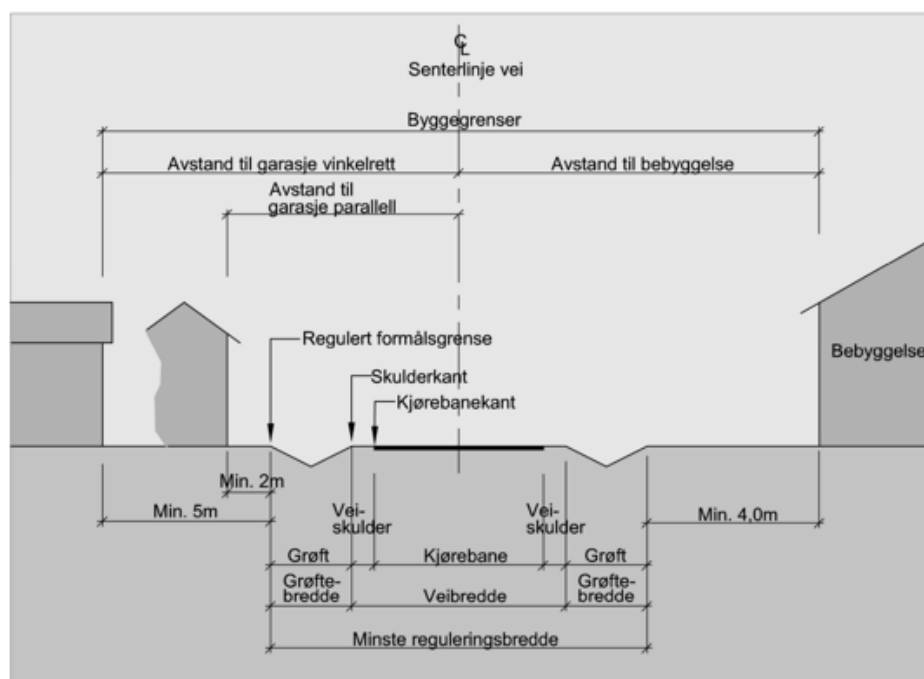 ℄
Senterlinje vei
Byggegrenser
Avstand til garasje vinkelrett
Avstand til bebyggelse
Avstand til
garasje parallell
Regulert formålsgrense
Skulderkant
Kjørebanekant
Bebyggelse
Min. 2m
Min. 5m
Vei-
skulder
Vei-
skulder
Min. 4,0m
Grøft
Kjørebane
Grøft
Grøfte-
bredde
Veibredde
Grøfte-
bredde
Minste reguleringsbredde